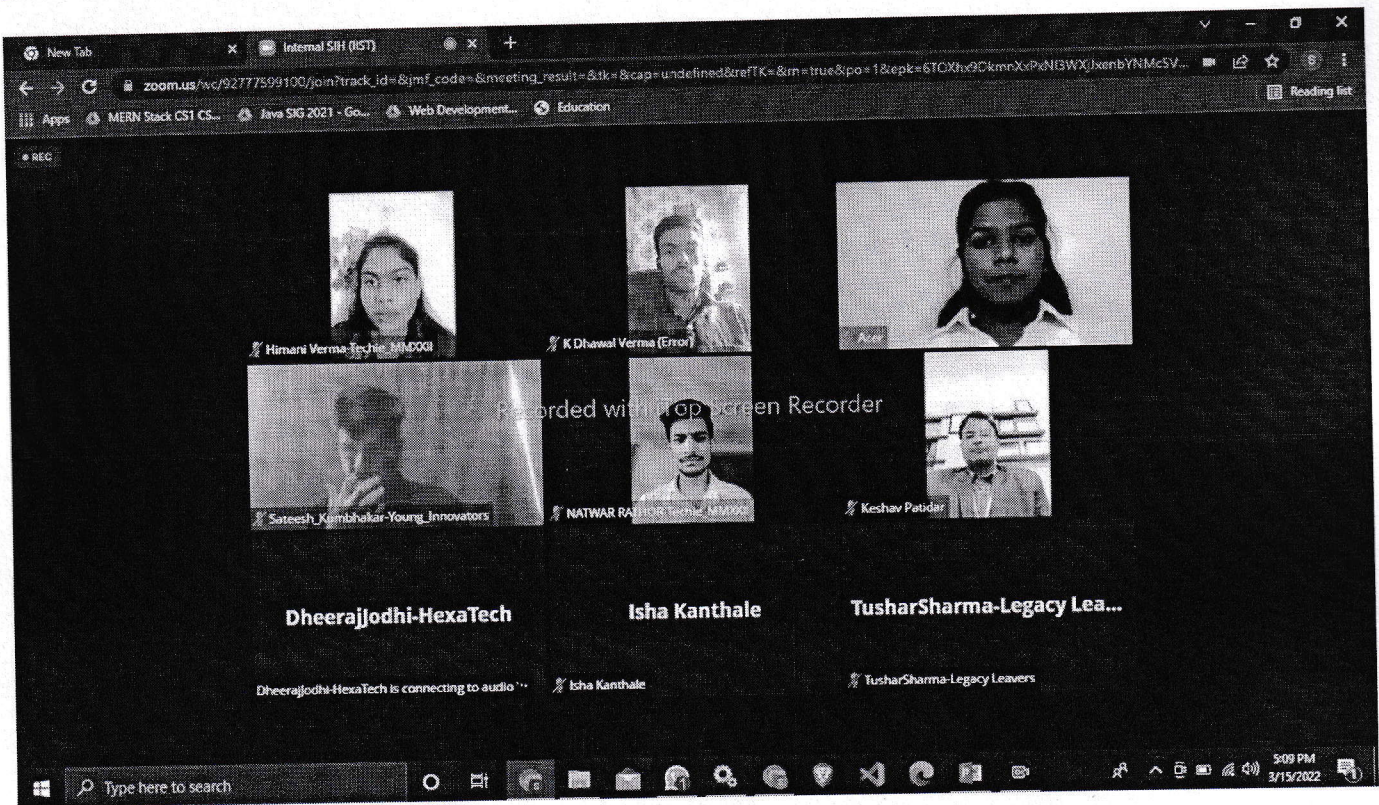 New Tab
Internal SIH (IIST)
zoom.us/wc/92777599100/join?track_id=&jmf_code=&meeting_result=&tk=&cap=undefined&refTK=&rn=true&po=1&epk=
S
Apps
MERN Stack CS1 CS...
Java SIG 2021 - Go...
Web Development...
Education
Reading list
REC
Himani Verma-Techie_MMXXII
K Dhawal Verma (Error)
Acer
Recorded with iTop Screen Recorder
Sateesh_Kumbhakar-Young_Innovators
NATWAR RATHOR Techie_MMXXII
Keshav Patidar
DheerajJodhi-HexaTech
Isha Kanthale
TusharSharma-Legacy Lea...
DheerajJodhi-HexaTech is connecting to audio ...
Isha Kanthale
TusharSharma-Legacy Leavers
Type here to search
5:09 PM
3/15/2022